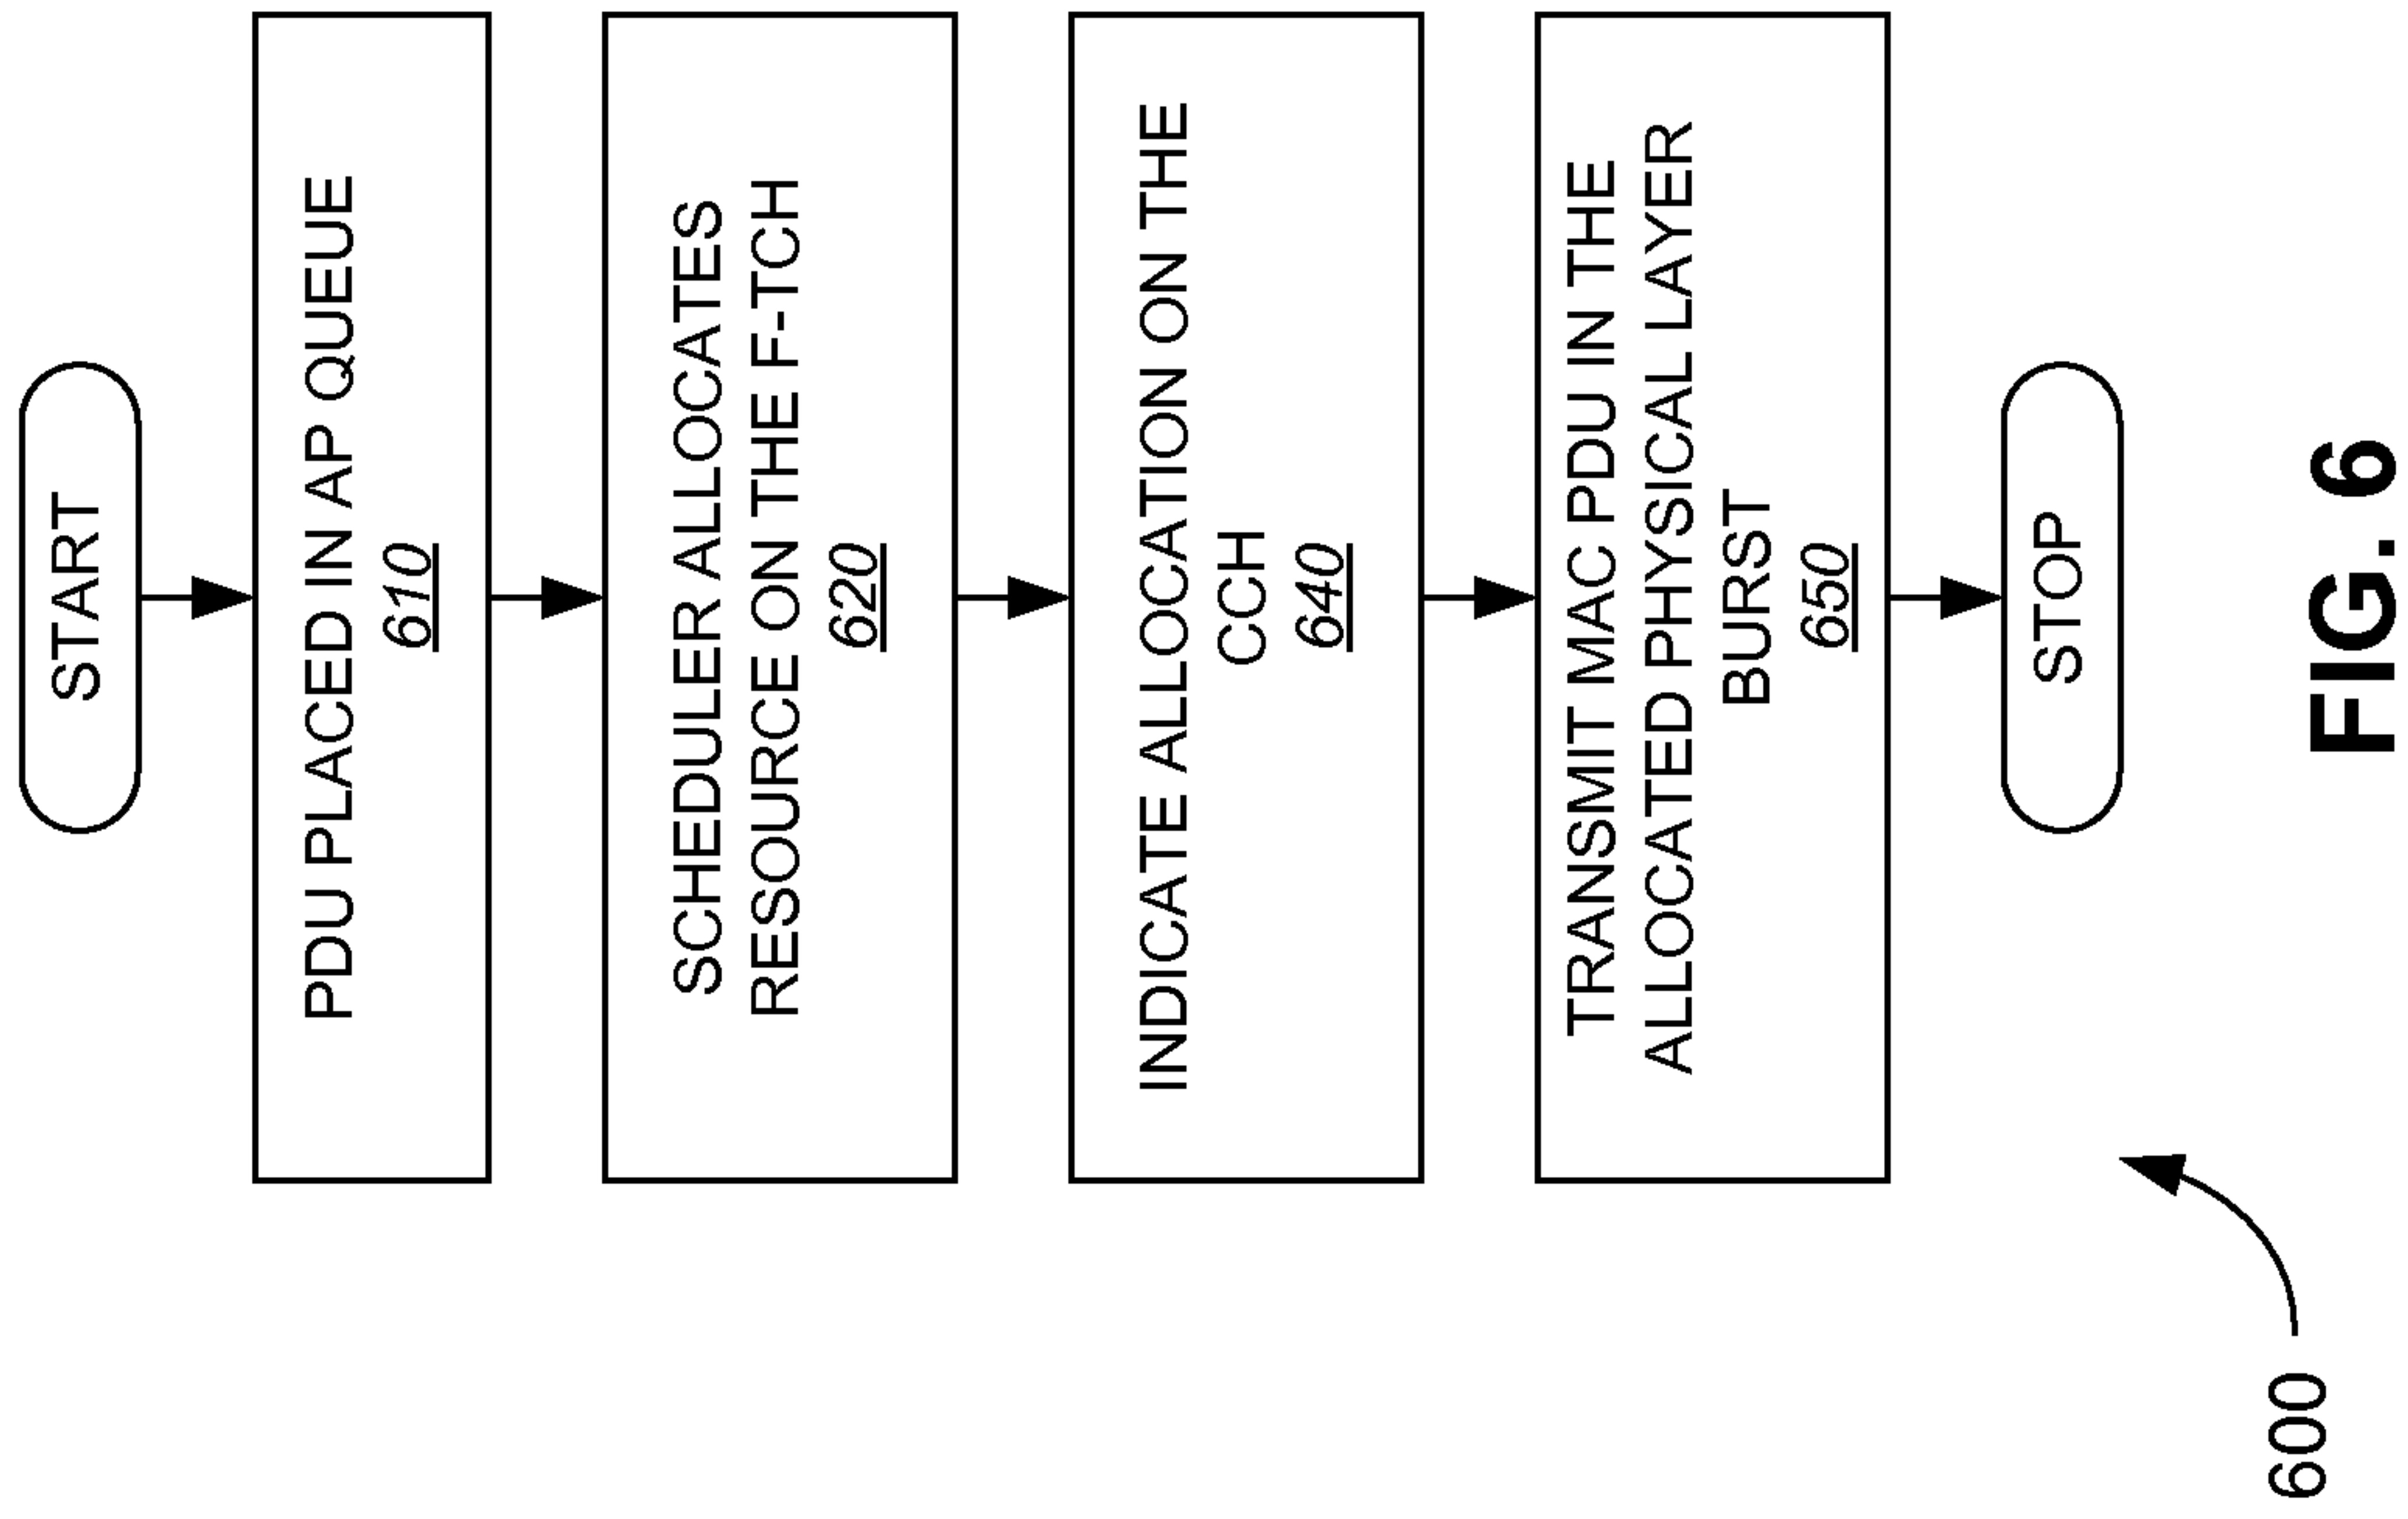 START
PDU PLACED IN AP QUEUE
610
SCHEDULER ALLOCATES
RESOURCE ON THE F-TCH
620
INDICATE ALLOCATION ON THE
CCH
640
TRANSMIT MAC PDU IN THE
ALLOCATED PHYSICAL LAYER
BURST
650
STOP
600
FIG. 6